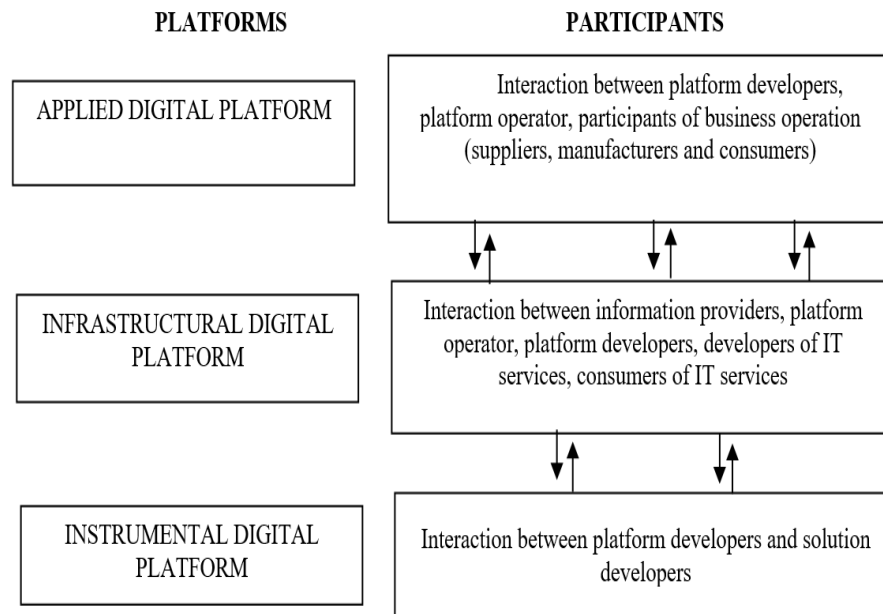 PLATFORMS
PARTICIPANTS
APPLIED DIGITAL PLATFORM
Interaction between platform developers,
platform operator, participants of business operation
(suppliers, manufacturers and consumers)
INFRASTRUCTURAL DIGITAL
PLATFORM
Interaction between information providers, platform
operator, platform developers, developers of IT
services, consumers of IT services
INSTRUMENTAL DIGITAL
PLATFORM
Interaction between platform developers and solution
developers